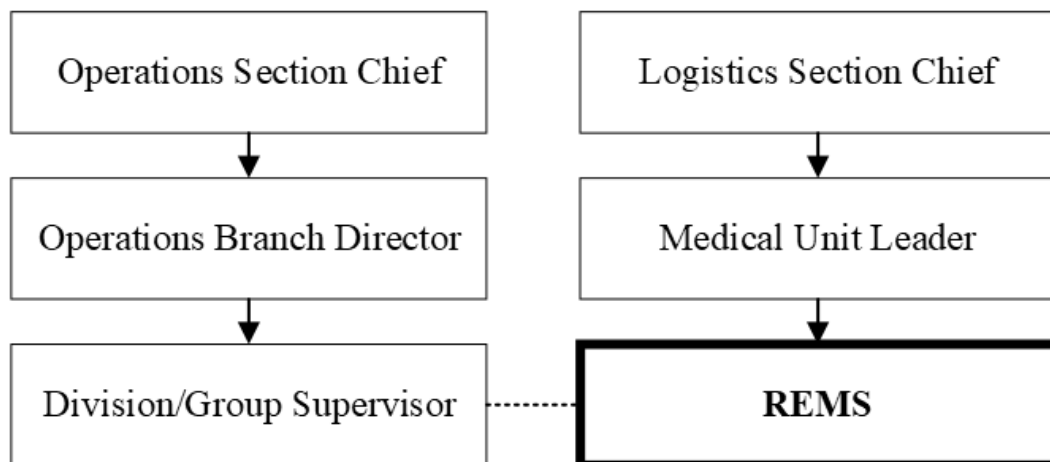 Operations Section Chief
Logistics Section Chief
Operations Branch Director
Medical Unit Leader
Division/Group Supervisor
REMS